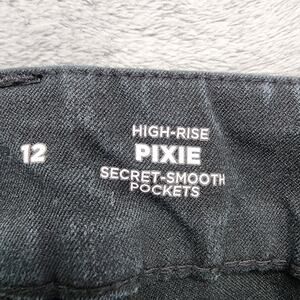 HIGH-RISE
12 PIXIE
SECRET-SMOOTH
POCKETS